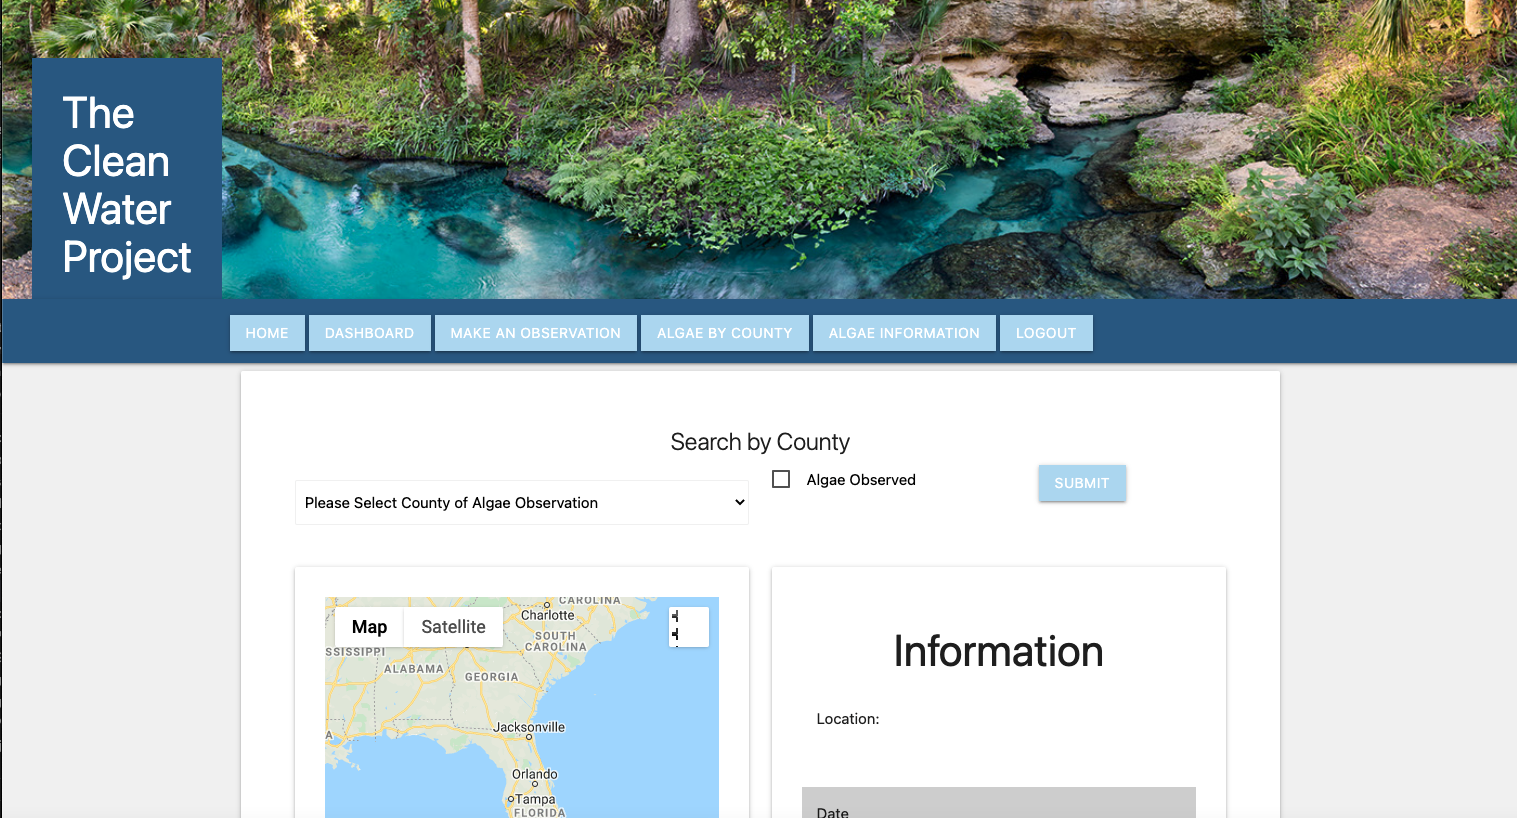 The
Clean
Water
Project
HOME
DASHBOARD
MAKE AN OBSERVATION
ALGAE BY COUNTY
ALGAE INFORMATION
LOGOUT
Search by County
Please Select County of Algae Observation
Algae Observed
SUBMIT
Map
Satellite
CAROLINA
Charlotte
SOUTH
CAROLINA
SSISSIPPI
ALABAMA
GEORGIA
A
Jacksonville
Orlando
Tampa
FLORIDA
Information
Location:
Date